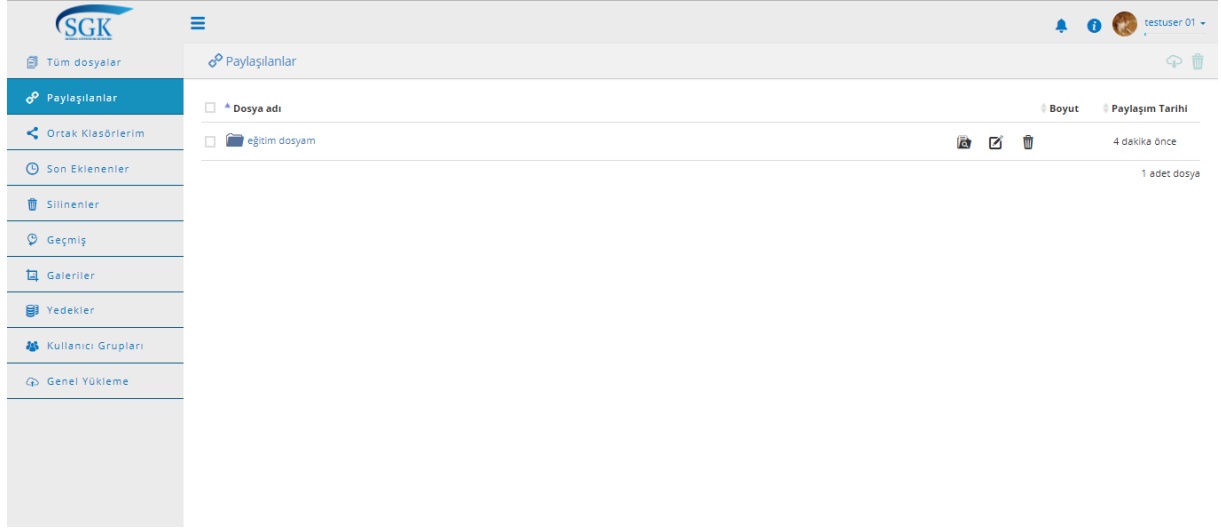 SGK
testuser 01
Tüm dosyalar
Paylaşılanlar
Paylaşılanlar
Dosya adı
Boyut
Paylaşım Tarihi
Ortak Klasörlerim
eğitim dosyam
4 dakika önce
Son Eklenenler
1 adet dosya
Silinenler
Geçmiş
Galeriler
Yedekler
Kullanıcı Grupları
Genel Yükleme